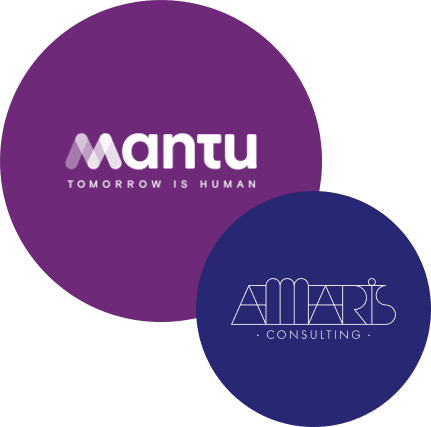 mantu
TOMORROW IS HUMAN
AMARIS
· CONSULTING ·